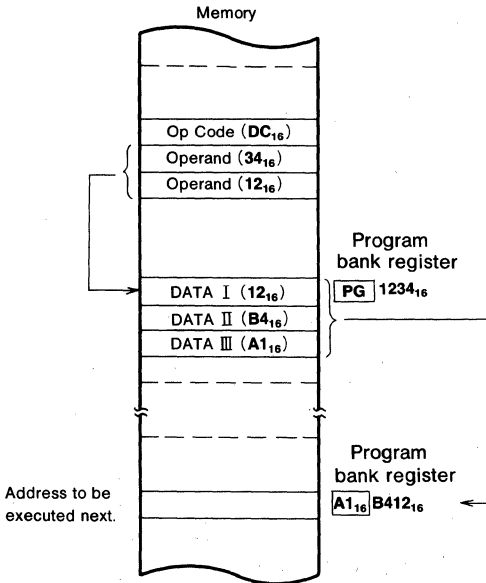 Memory
Op Code (DC₁₆)
Operand (34₁₆)
Operand (12₁₆)
Program
bank register
DATA Ⅰ (12₁₆)
PG 1234₁₆
DATA Ⅱ (B4₁₆)
DATA Ⅲ (A1₁₆)
Program
bank register
Address to be
executed next.
A1₁₆ B412₁₆